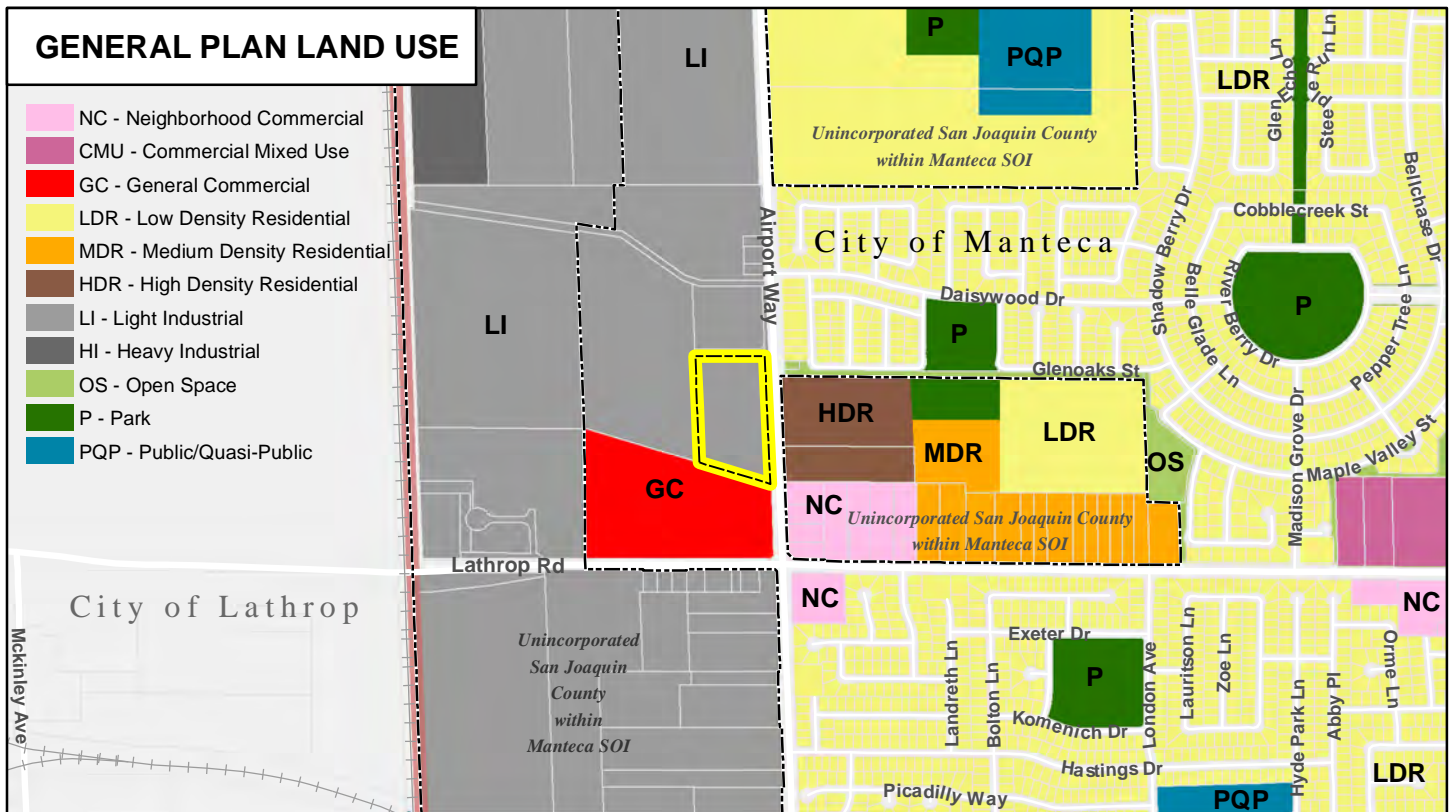 GENERAL PLAN LAND USE
NC - Neighborhood Commercial
CMU - Commercial Mixed Use
GC - General Commercial
LDR - Low Density Residential
MDR - Medium Density Residential
HDR - High Density Residential
LI - Light Industrial
HI - Heavy Industrial
OS - Open Space
P - Park
PQP - Public/Quasi-Public
LI
P
PQP
Unincorporated San Joaquin County
within Manteca SOI
LDR
Glen Echo Ln
Steeple Run Ln
Bellchase Dr
Cobblecreek St
Airport Way
City of Manteca
Shadow Berry Dr
Belle Glade Ln
River Berry Dr
P
Pepper Tree Ln
Daisywood Dr
LI
P
Glenoaks St
HDR
MDR
LDR
OS
Madison Grove Dr
Maple Valley St
GC
NC
Unincorporated San Joaquin County
within Manteca SOI
Lathrop Rd
City of Lathrop
Mckinley Ave
Unincorporated
San Joaquin
County
within
Manteca SOI
NC
NC
Exeter Dr
Landreth Ln
Bolton Ln
P
Komenich Dr
London Ave
Lauritson Ln
Zoe Ln
Hyde Park Ln
Abby Pl
Orme Ln
Hastings Dr
LDR
Picadilly Way
PQP